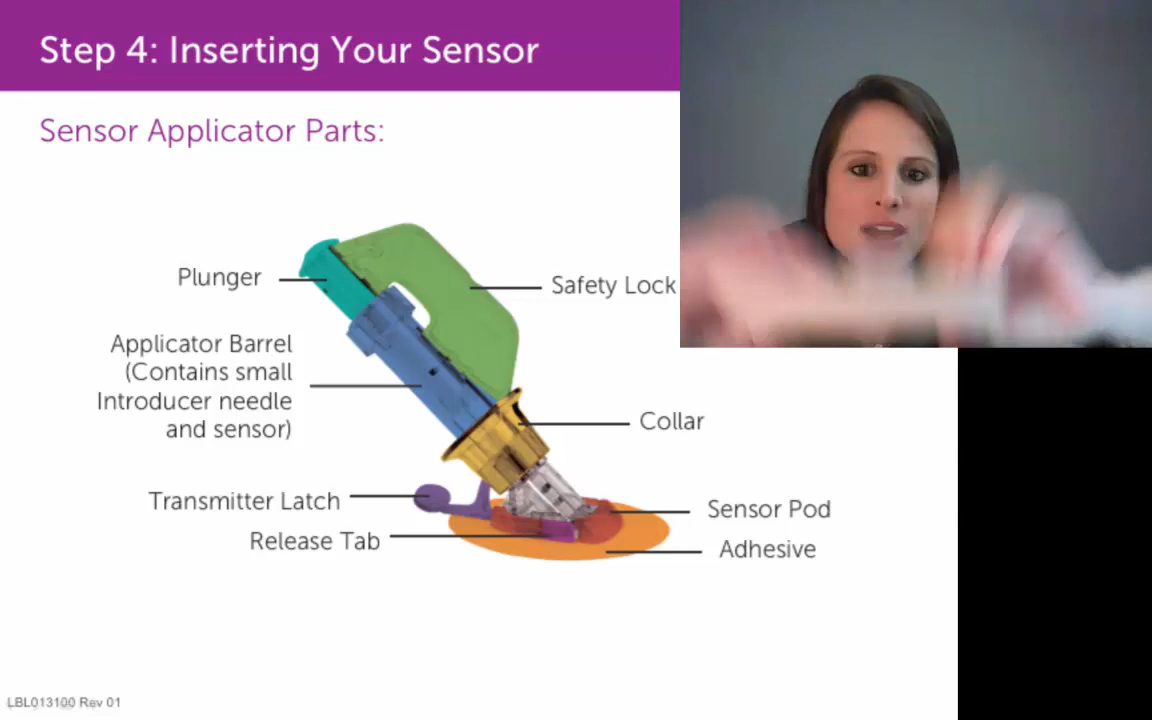 Step 4: Inserting Your Sensor
Sensor Applicator Parts:
Plunger
Safety Lock
Applicator Barrel
(Contains small
Introducer needle
and sensor)
Collar
Transmitter Latch
Sensor Pod
Release Tab
Adhesive
LBL013100 Rev 01